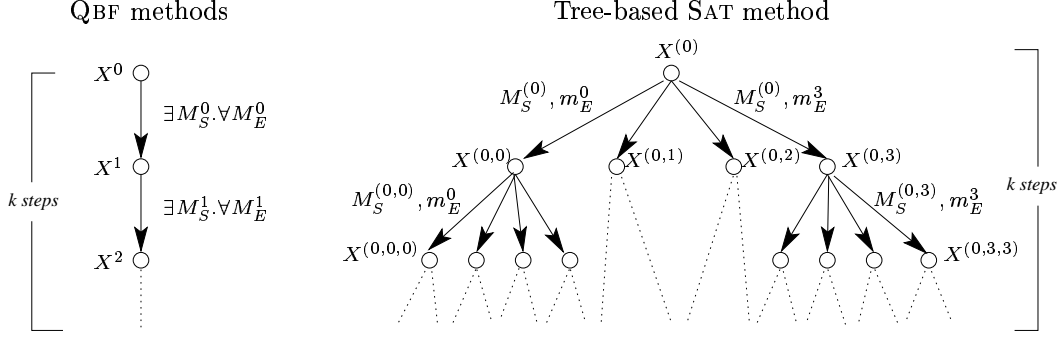 QBF methods
Tree-based SAT method
X^0
∃M_S^0.∀M_E^0
X^1
∃M_S^1.∀M_E^1
X^2
k steps
X^(0)
M_S^(0), m_E^0
M_S^(0), m_E^3
X^(0,0)
X^(0,1)
X^(0,2)
X^(0,3)
M_S^(0,0), m_E^0
M_S^(0,3), m_E^3
X^(0,0,0)
X^(0,3,3)
k steps